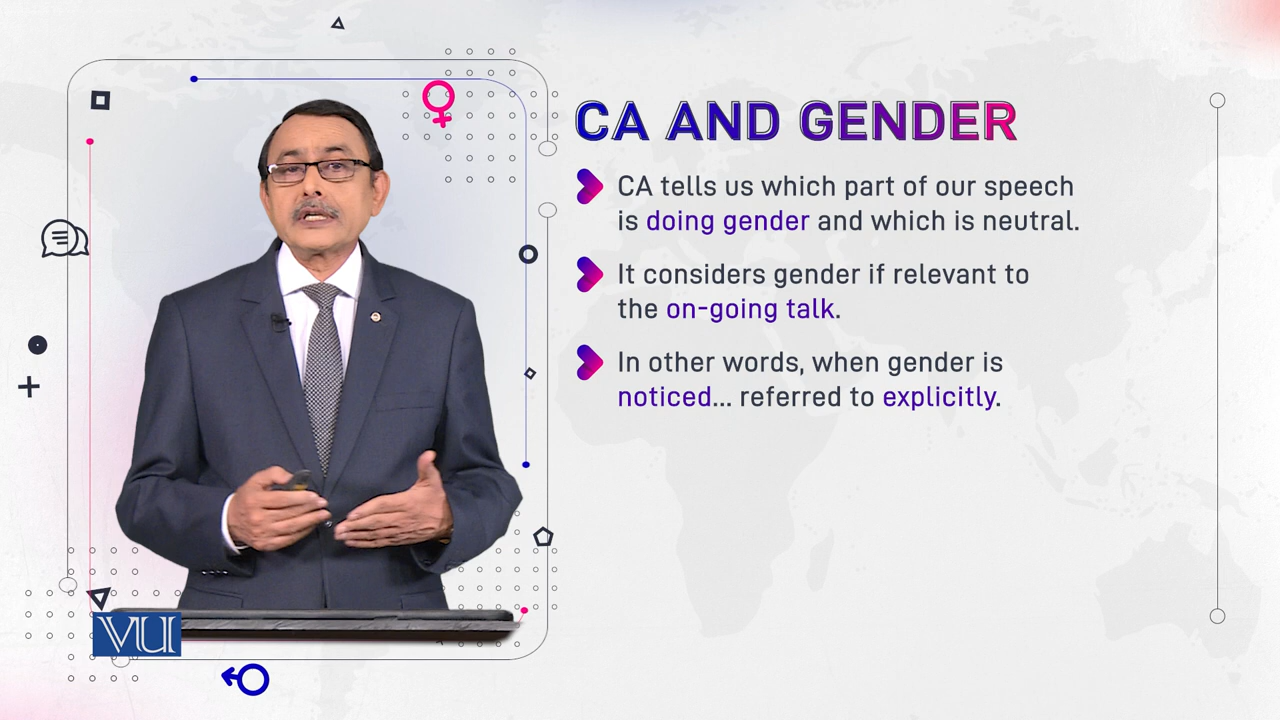 CA AND GENDER
CA tells us which part of our speech
is doing gender and which is neutral.
It considers gender if relevant to
the on-going talk.
In other words, when gender is
noticed... referred to explicitly.
VU